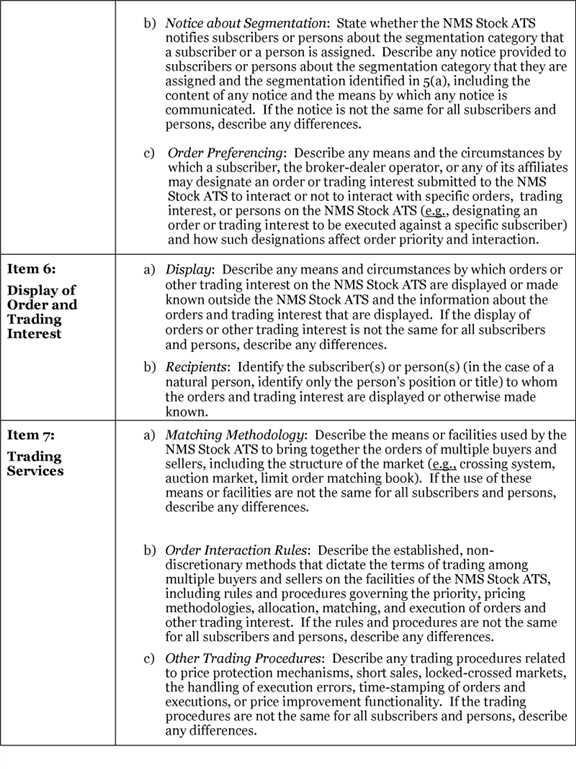 b) Notice about Segmentation: State whether the NMS Stock ATS
notifies subscribers or persons about the segmentation category that
a subscriber or a person is assigned. Describe any notice provided to
subscribers or persons about the segmentation category that they are
assigned and the segmentation identified in 5(a), including the
content of any notice and the means by which any notice is
communicated. If the notice is not the same for all subscribers and
persons, describe any differences.
c) Order Preferencing: Describe any means and the circumstances by
which a subscriber, the broker-dealer operator, or any of its affiliates
may designate an order or trading interest submitted to the NMS
Stock ATS to interact or not to interact with specific orders, trading
interest, or persons on the NMS Stock ATS (e.g., designating an
order or trading interest to be executed against a specific subscriber)
and how such designations affect order priority and interaction.
Item 6:
Display of
Order and
Trading
Interest
a) Display: Describe any means and circumstances by which orders or
other trading interest on the NMS Stock ATS are displayed or made
known outside the NMS Stock ATS and the information about the
orders and trading interest that are displayed. If the display of
orders or other trading interest is not the same for all subscribers
and persons, describe any differences.
b) Recipients: Identify the subscriber(s) or person(s) (in the case of a
natural person, identify only the person's position or title) to whom
the orders and trading interest are displayed or otherwise made
known.
Item 7:
Trading
Services
a) Matching Methodology: Describe the means or facilities used by the
NMS Stock ATS to bring together the orders of multiple buyers and
sellers, including the structure of the market (e.g., crossing system,
auction market, limit order matching book). If the use of these
means or facilities are not the same for all subscribers and persons,
describe any differences.
b) Order Interaction Rules: Describe the established, non-
discretionary methods that dictate the terms of trading among
multiple buyers and sellers on the facilities of the NMS Stock ATS,
including rules and procedures governing the priority, pricing
methodologies, allocation, matching, and execution of orders and
other trading interest. If the rules and procedures are not the same
for all subscribers and persons, describe any differences.
c) Other Trading Procedures: Describe any trading procedures related
to price protection mechanisms, short sales, locked-crossed markets,
the handling of execution errors, time-stamping of orders and
executions, or price improvement functionality. If the trading
procedures are not the same for all subscribers and persons, describe
any differences.